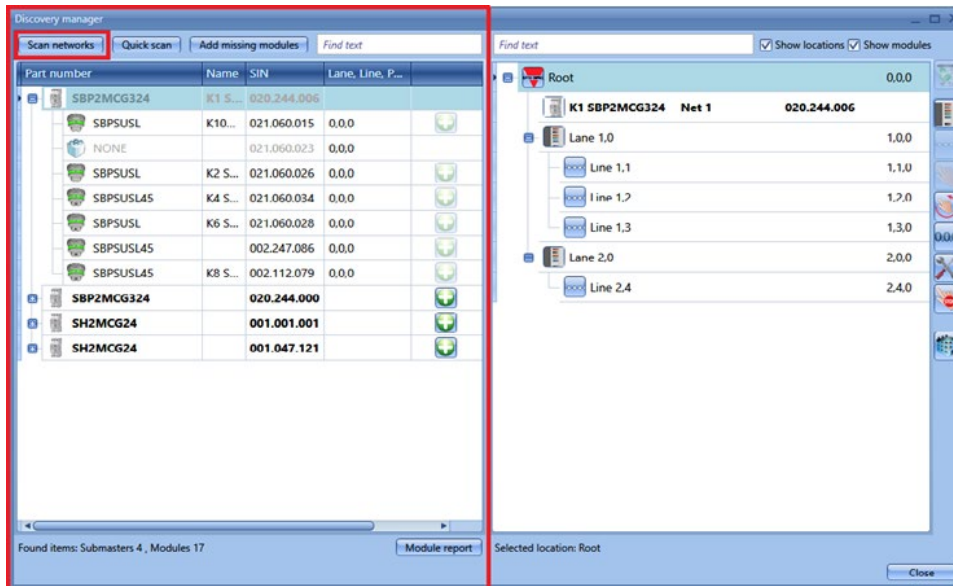 Discovery manager
Scan networks Quick scan Add missing modules Find text
Part number Name SIN Lane, Line, P...
SBP2MCG324 K1 S... 020.244.006
SBPSUSL K10... 021.060.015 0,0,0
NONE 021.060.023 0,0,0
SBPSUSL K2 S... 021.060.026 0,0,0
SBPSUSL45 K4 S... 021.060.034 0,0,0
SBPSUSL K6 S... 021.060.028 0,0,0
SBPSUSL45 002.247.086 0,0,0
SBPSUSL45 K8 S... 002.112.079 0,0,0
SBP2MCG324 020.244.000
SH2MCG24 001.001.001
SH2MCG24 001.047.121
Found items: Submasters 4 , Modules 17 Module report
Find text Show locations Show modules
Root 0,0,0
K1 SBP2MCG324 Net 1 020.244.006
Lane 1,0 1,0,0
Line 1,1 1,1,0
Line 1,2 1,2,0
Line 1,3 1,3,0
Lane 2,0 2,0,0
Line 2,4 2,4,0
Selected location: Root
Close